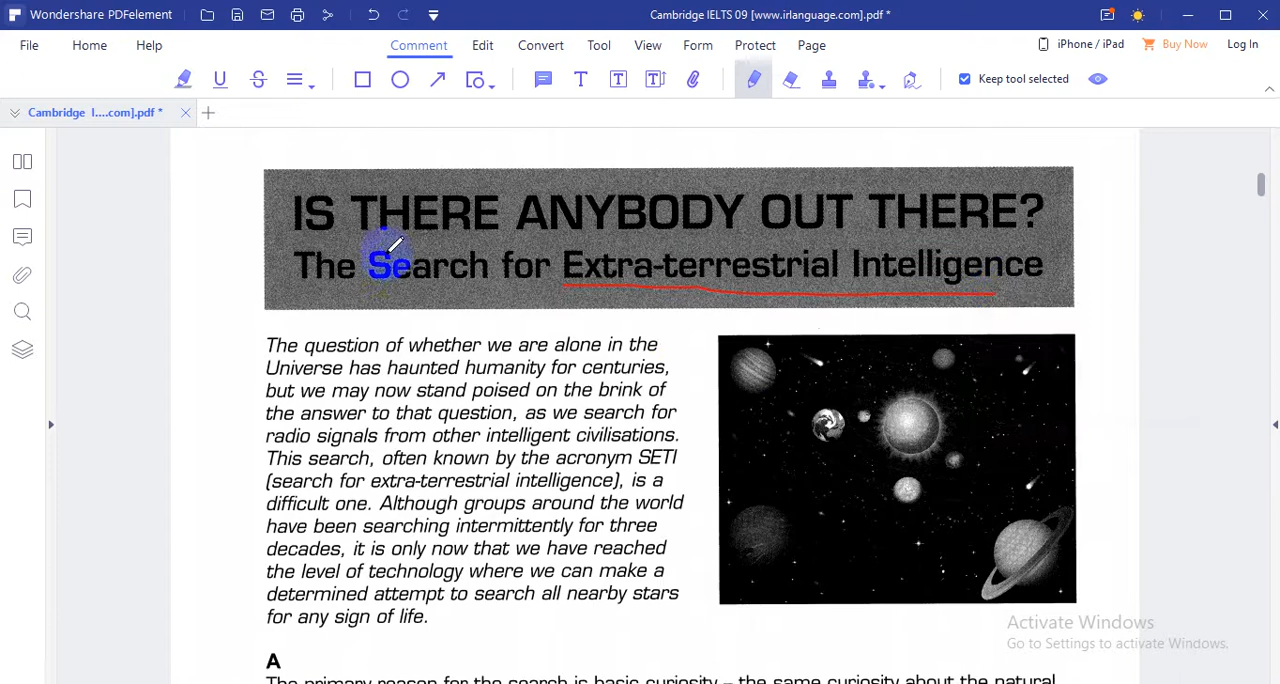 Wondershare PDFelement
Cambridge IELTS 09 [www.irlanguage.com].pdf *
File Home Help Comment Edit Convert Tool View Form Protect Page iPhone / iPad Buy Now Log In
Keep tool selected
Cambridge I....com].pdf *
IS THERE ANYBODY OUT THERE?
The Search for Extra-terrestrial Intelligence
The question of whether we are alone in the
Universe has haunted humanity for centuries,
but we may now stand poised on the brink of
the answer to that question, as we search for
radio signals from other intelligent civilisations.
This search, often known by the acronym SETI
(search for extra-terrestrial intelligence), is a
difficult one. Although groups around the world
have been searching intermittently for three
decades, it is only now that we have reached
the level of technology where we can make a
determined attempt to search all nearby stars
for any sign of life.
Activate Windows
Go to Settings to activate Windows.
A
The primary reason for the search is basic curiosity – the same curiosity about the natural